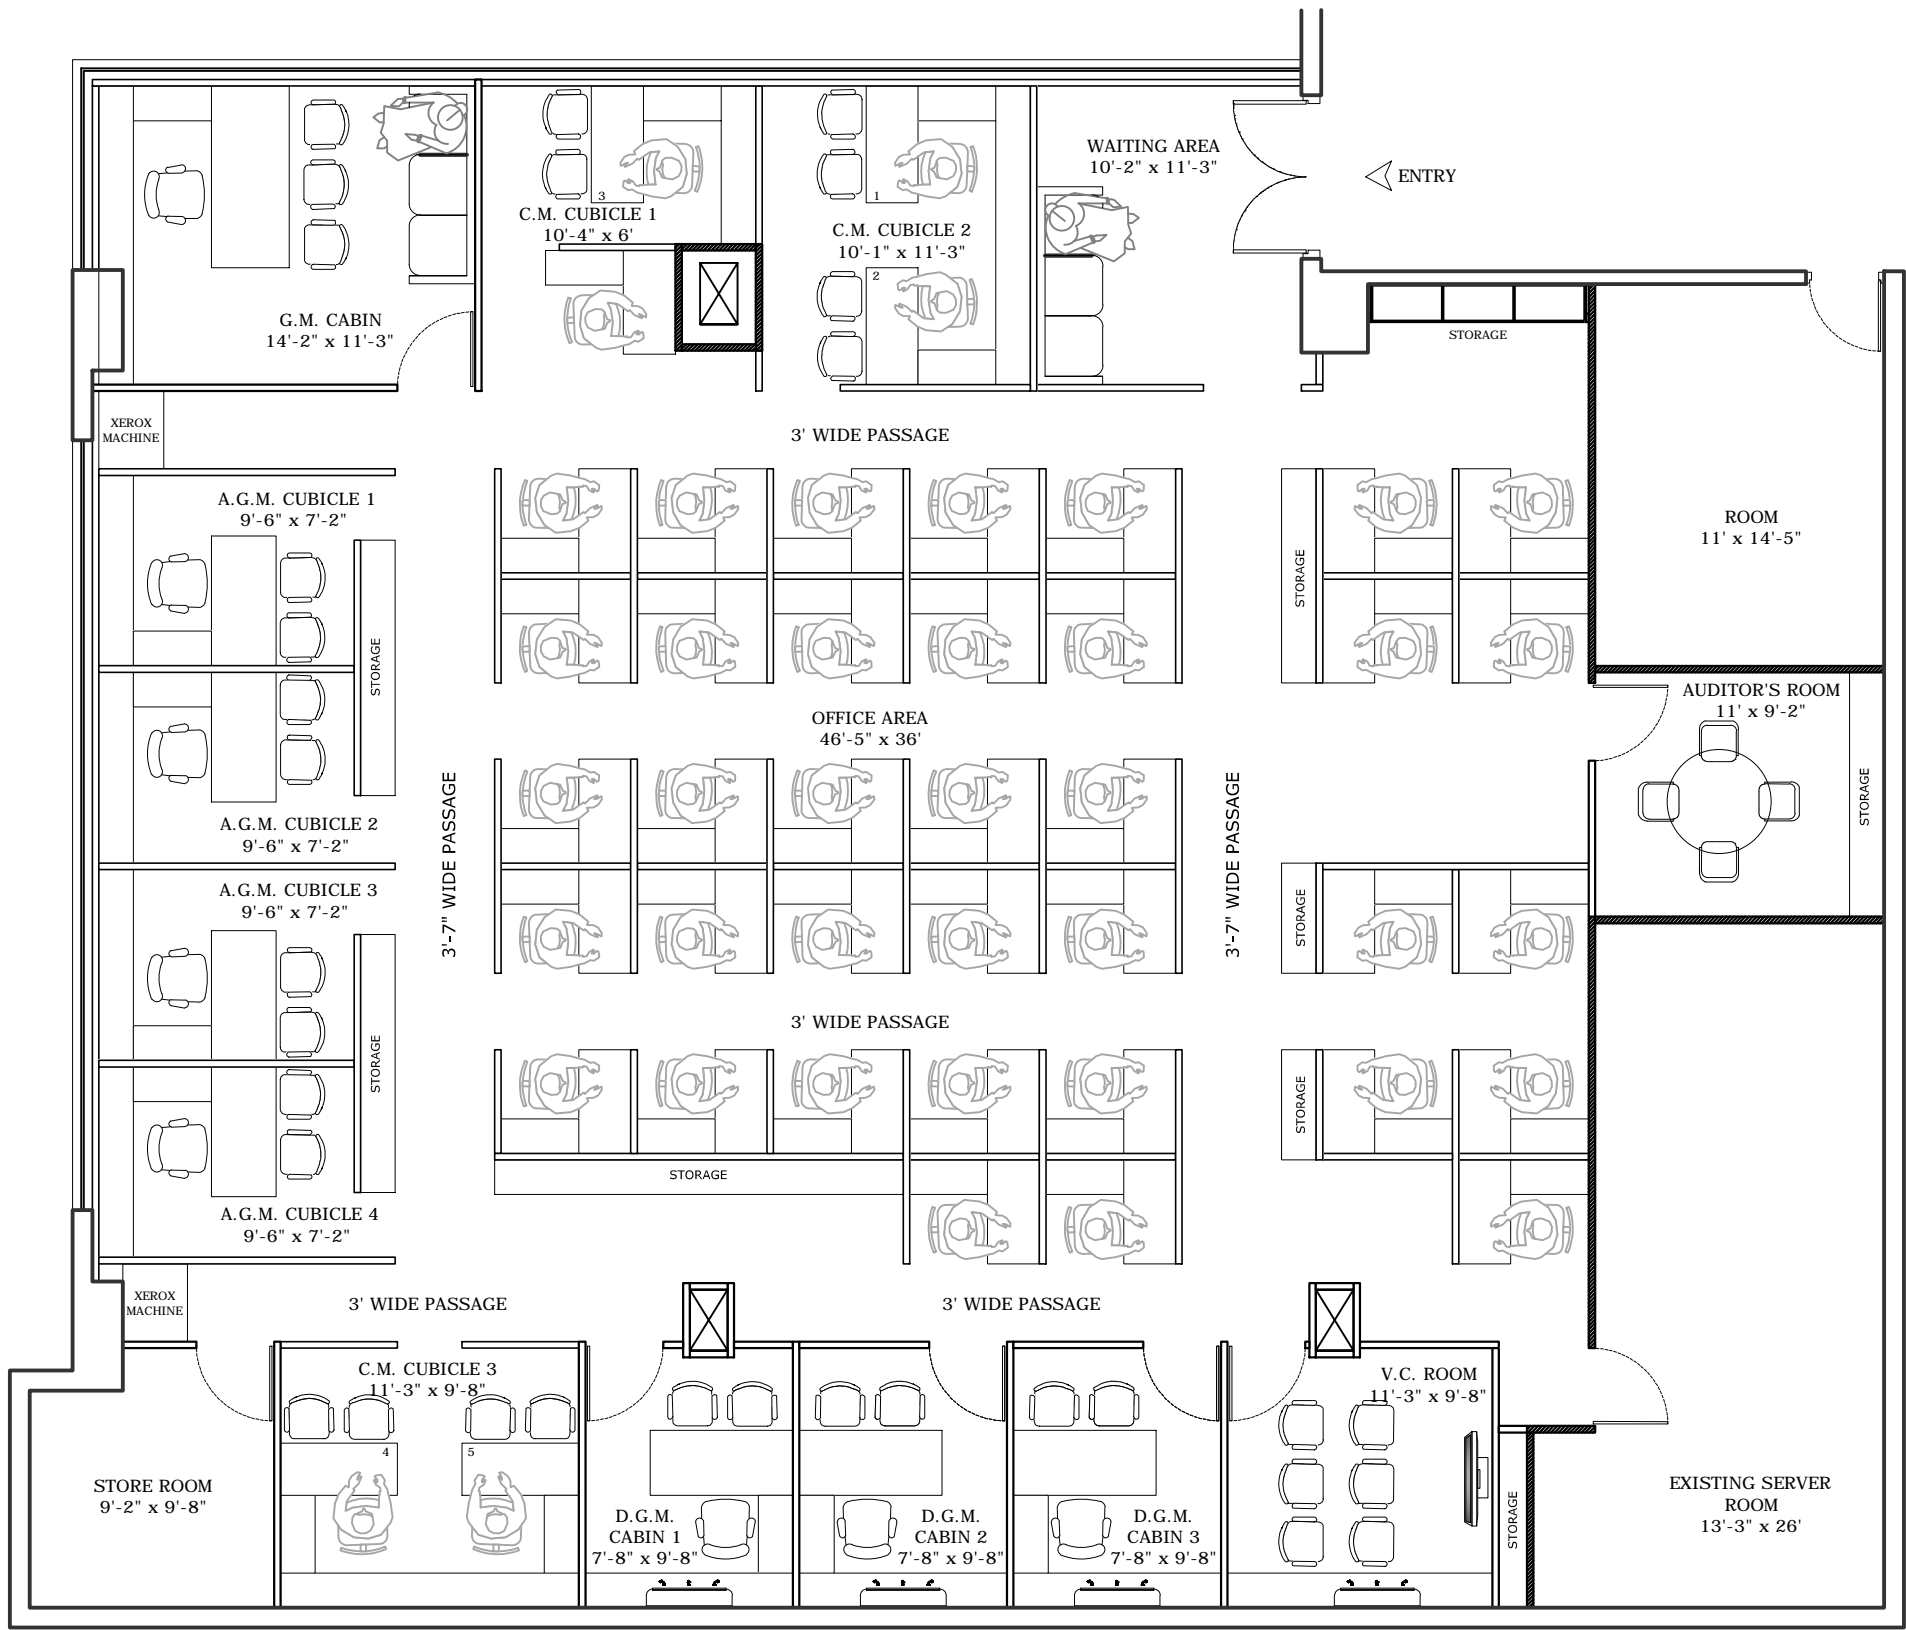 WAITING AREA
10'-2" x 11'-3"
ENTRY
3
C.M. CUBICLE 1
10'-4" x 6'
1
C.M. CUBICLE 2
10'-1" x 11'-3"
2
G.M. CABIN
14'-2" x 11'-3"
STORAGE
XEROX
MACHINE
3' WIDE PASSAGE
A.G.M. CUBICLE 1
9'-6" x 7'-2"
STORAGE
STORAGE
ROOM
11' x 14'-5"
OFFICE AREA
46'-5" x 36'
AUDITOR'S ROOM
11' x 9'-2"
STORAGE
A.G.M. CUBICLE 2
9'-6" x 7'-2"
3'-7" WIDE PASSAGE
3'-7" WIDE PASSAGE
A.G.M. CUBICLE 3
9'-6" x 7'-2"
STORAGE
3' WIDE PASSAGE
STORAGE
STORAGE
STORAGE
A.G.M. CUBICLE 4
9'-6" x 7'-2"
XEROX
MACHINE
3' WIDE PASSAGE
3' WIDE PASSAGE
C.M. CUBICLE 3
11'-3" x 9'-8"
4
5
V.C. ROOM
11'-3" x 9'-8"
STORE ROOM
9'-2" x 9'-8"
D.G.M.
CABIN 1
7'-8" x 9'-8"
D.G.M.
CABIN 2
7'-8" x 9'-8"
D.G.M.
CABIN 3
7'-8" x 9'-8"
STORAGE
EXISTING SERVER
ROOM
13'-3" x 26'